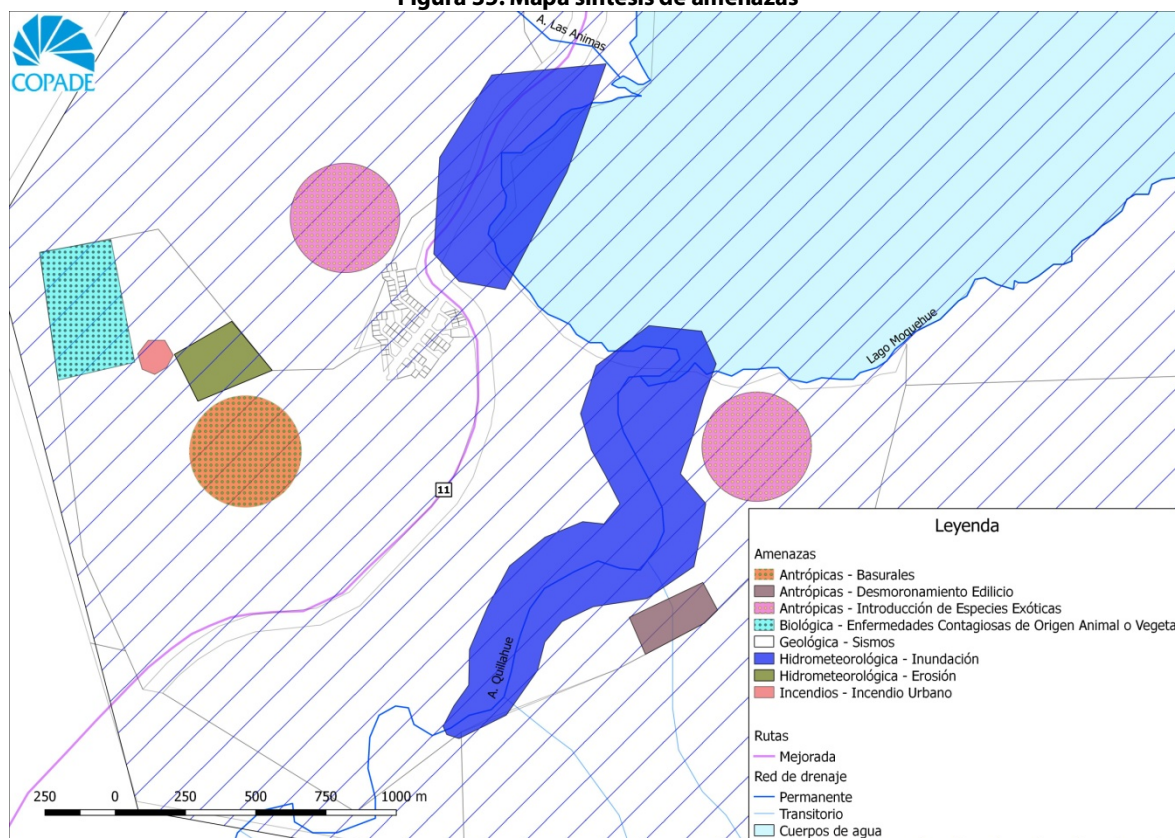 Figura 35. Mapa síntesis de amenazas
COPADE
A. Las Animas
Lago Moquehue
11
A. Quillahue
Leyenda
Amenazas
Antrópicas - Basurales
Antrópicas - Desmoronamiento Edilicio
Antrópicas - Introducción de Especies Exóticas
Biológica - Enfermedades Contagiosas de Origen Animal o Vegeta
Geológica - Sismos
Hidrometeorológica - Inundación
Hidrometeorológica - Erosión
Incendios - Incendio Urbano
Rutas
Mejorada
Red de drenaje
Permanente
Transitorio
Cuerpos de agua
250 0 250 500 750 1000 m